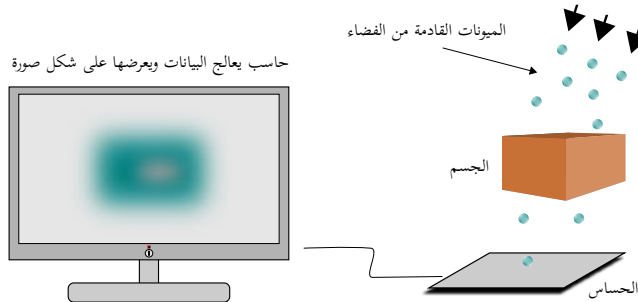 الميونات القادمة من الفضاء
حاسب يعالج البيانات ويعرضها على شكل صورة
الجسم
الحساس